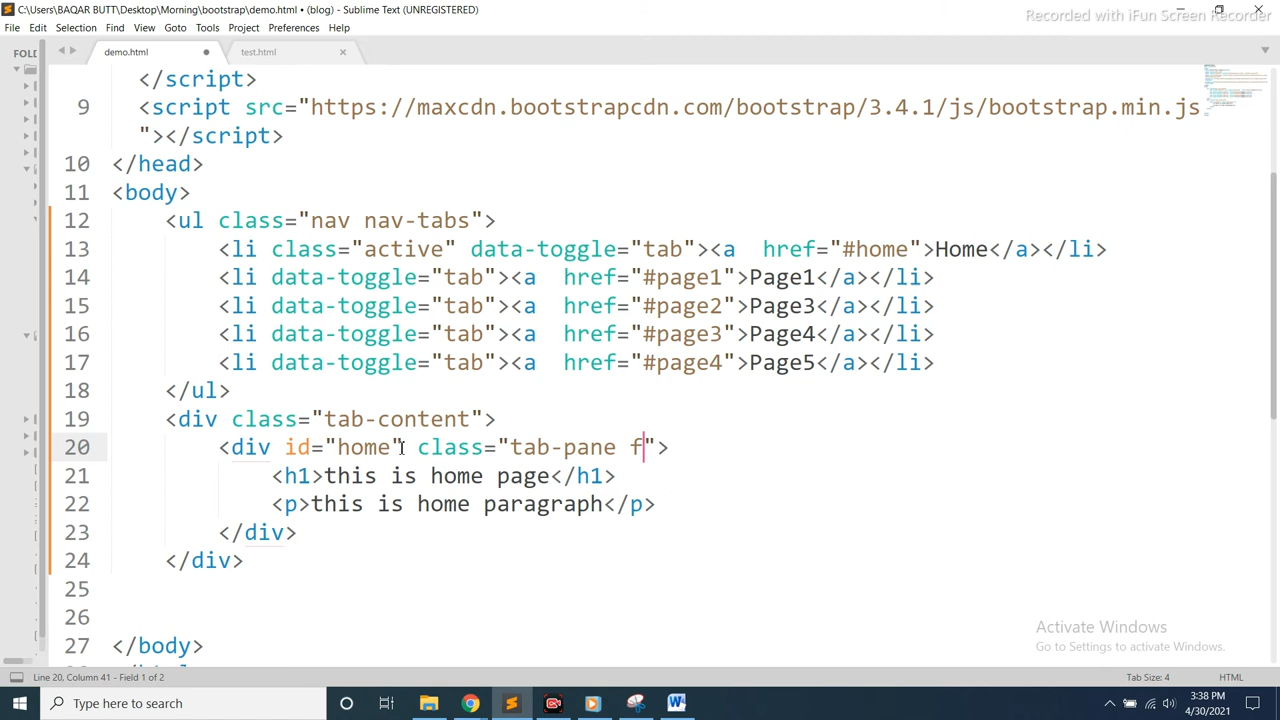 C:\Users\BAQAR BUTT\Desktop\Morning\bootstrap\demo.html • (blog) - Sublime Text (UNREGISTERED)
Recorded with iFun Screen Recorder
File Edit Selection Find View Goto Tools Project Preferences Help
FOLD
demo.html
test.html
</script>
9 <script src="https://maxcdn.bootstrapcdn.com/bootstrap/3.4.1/js/bootstrap.min.js
"></script>
10 </head>
11 <body>
12 <ul class="nav nav-tabs">
13 <li class="active" data-toggle="tab"><a  href="#home">Home</a></li>
14 <li data-toggle="tab"><a  href="#page1">Page1</a></li>
15 <li data-toggle="tab"><a  href="#page2">Page3</a></li>
16 <li data-toggle="tab"><a  href="#page3">Page4</a></li>
17 <li data-toggle="tab"><a  href="#page4">Page5</a></li>
18 </ul>
19 <div class="tab-content">
20 <div id="home" class="tab-pane f">
21 <h1>this is home page</h1>
22 <p>this is home paragraph</p>
23 </div>
24 </div>
25
26
27 </body>
Activate Windows
Go to Settings to activate Windows.
Line 20, Column 41 - Field 1 of 2
Tab Size: 4
HTML
Type here to search
3:38 PM
4/30/2021